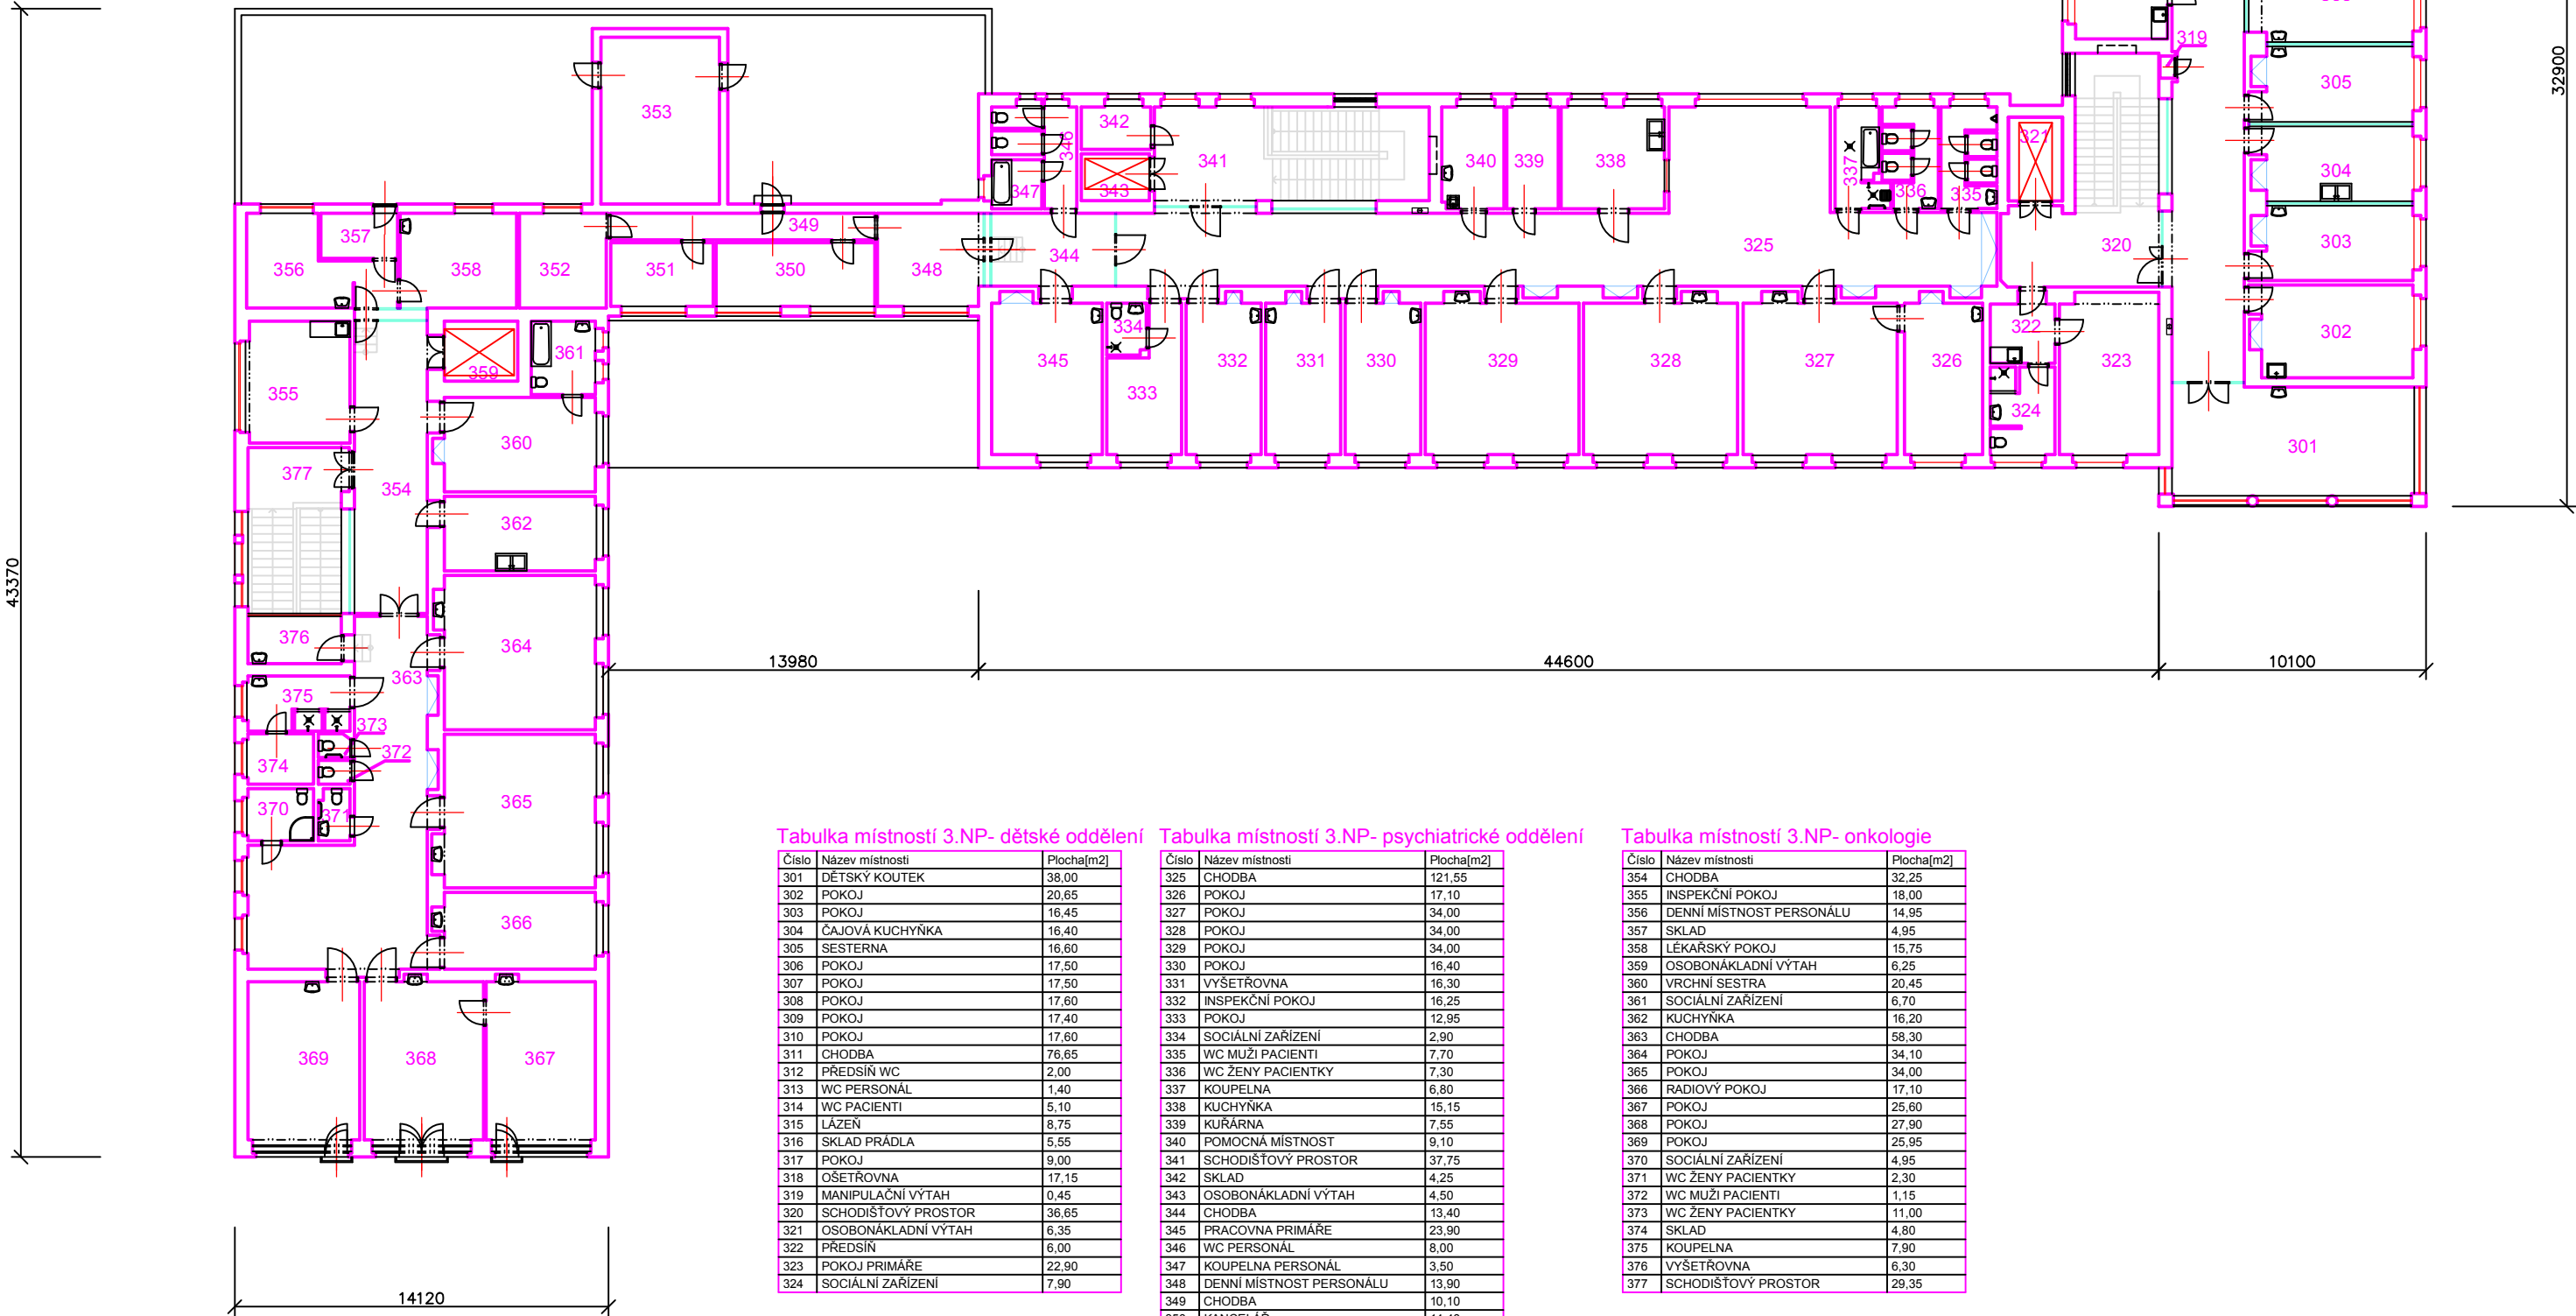 319
32900
305
353
342
346
341
343
347
340
339
338
337
336
335
321
304
303
320
357
356
358
352
349
351
350
348
344
325
302
345
334
333
332
331
330
329
328
327
326
322
323
324
301
355
359
361
360
377
354
362
43370
376
364
363
375
373
372
374
365
370
371
366
369
368
367
13980
44600
10100
14120
Tabulka místností 3.NP- dětské oddělení
Číslo Název místnosti Plocha[m2]
301 DĚTSKÝ KOUTEK 38,00
302 POKOJ 20,65
303 POKOJ 16,45
304 ČAJOVÁ KUCHYŇKA 16,40
305 SESTERNA 16,60
306 POKOJ 17,50
307 POKOJ 17,50
308 POKOJ 17,60
309 POKOJ 17,40
310 POKOJ 17,60
311 CHODBA 76,65
312 PŘEDSÍŇ WC 2,00
313 WC PERSONÁL 1,40
314 WC PACIENTI 5,10
315 LÁZEŇ 8,75
316 SKLAD PRÁDLA 5,55
317 POKOJ 9,00
318 OŠETŘOVNA 17,15
319 MANIPULAČNÍ VÝTAH 0,45
320 SCHODIŠŤOVÝ PROSTOR 36,65
321 OSOBONÁKLADNÍ VÝTAH 6,35
322 PŘEDSÍŇ 6,00
323 POKOJ PRIMÁŘE 22,90
324 SOCIÁLNÍ ZAŘÍZENÍ 7,90
Tabulka místností 3.NP- psychiatrické oddělení
Číslo Název místnosti Plocha[m2]
325 CHODBA 121,55
326 POKOJ 17,10
327 POKOJ 34,00
328 POKOJ 34,00
329 POKOJ 34,00
330 POKOJ 16,40
331 VYŠETŘOVNA 16,30
332 INSPEKČNÍ POKOJ 16,25
333 POKOJ 12,95
334 SOCIÁLNÍ ZAŘÍZENÍ 2,90
335 WC MUŽI PACIENTI 7,70
336 WC ŽENY PACIENTKY 7,30
337 KOUPELNA 6,80
338 KUCHYŇKA 15,15
339 KUŘÁRNA 7,55
340 POMOCNÁ MÍSTNOST 9,10
341 SCHODIŠŤOVÝ PROSTOR 37,75
342 SKLAD 4,25
343 OSOBONÁKLADNÍ VÝTAH 4,50
344 CHODBA 13,40
345 PRACOVNA PRIMÁŘE 23,90
346 WC PERSONÁL 8,00
347 KOUPELNA PERSONÁL 3,50
348 DENNÍ MÍSTNOST PERSONÁLU 13,90
349 CHODBA 10,10
Tabulka místností 3.NP- onkologie
Číslo Název místnosti Plocha[m2]
354 CHODBA 32,25
355 INSPEKČNÍ POKOJ 18,00
356 DENNÍ MÍSTNOST PERSONÁLU 14,95
357 SKLAD 4,95
358 LÉKAŘSKÝ POKOJ 15,75
359 OSOBONÁKLADNÍ VÝTAH 6,25
360 VRCHNÍ SESTRA 20,45
361 SOCIÁLNÍ ZAŘÍZENÍ 6,70
362 KUCHYŇKA 16,20
363 CHODBA 58,30
364 POKOJ 34,10
365 POKOJ 34,00
366 RADIOVÝ POKOJ 17,10
367 POKOJ 25,60
368 POKOJ 27,90
369 POKOJ 25,95
370 SOCIÁLNÍ ZAŘÍZENÍ 4,95
371 WC ŽENY PACIENTKY 2,30
372 WC MUŽI PACIENTI 1,15
373 WC ŽENY PACIENTKY 11,00
374 SKLAD 4,80
375 KOUPELNA 7,90
376 VYŠETŘOVNA 6,30
377 SCHODIŠŤOVÝ PROSTOR 29,35